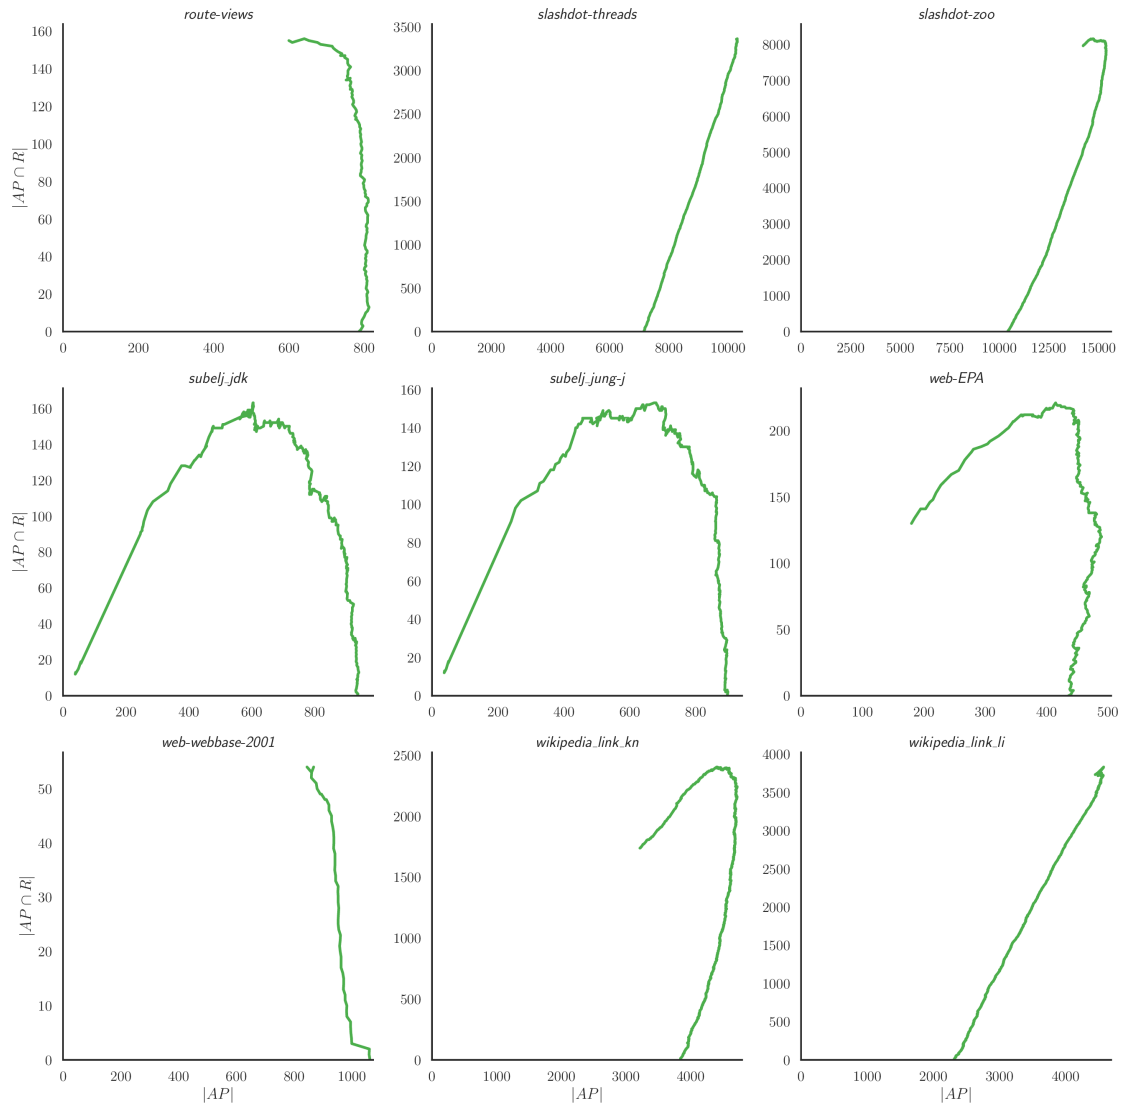 route-views
slashdot-threads
slashdot-zoo
|AP ∩ R|
160
140
120
100
80
60
40
20
0
0 200 400 600 800
3500
3000
2500
2000
1500
1000
500
0
0 2000 4000 6000 8000 10000
8000
7000
6000
5000
4000
3000
2000
1000
0
0 2500 5000 7500 10000 12500 15000
subelj_jdk
subelj_jung-j
web-EPA
|AP ∩ R|
160
140
120
100
80
60
40
20
0
0 200 400 600 800
160
140
120
100
80
60
40
20
0
0 200 400 600 800
200
150
100
50
0
0 100 200 300 400 500
web-webbase-2001
wikipedia_link_kn
wikipedia_link_li
|AP ∩ R|
50
40
30
20
10
0
0 200 400 600 800 1000
|AP|
2500
2000
1500
1000
500
0
0 1000 2000 3000 4000
|AP|
4000
3500
3000
2500
2000
1500
1000
500
0
0 1000 2000 3000 4000
|AP|